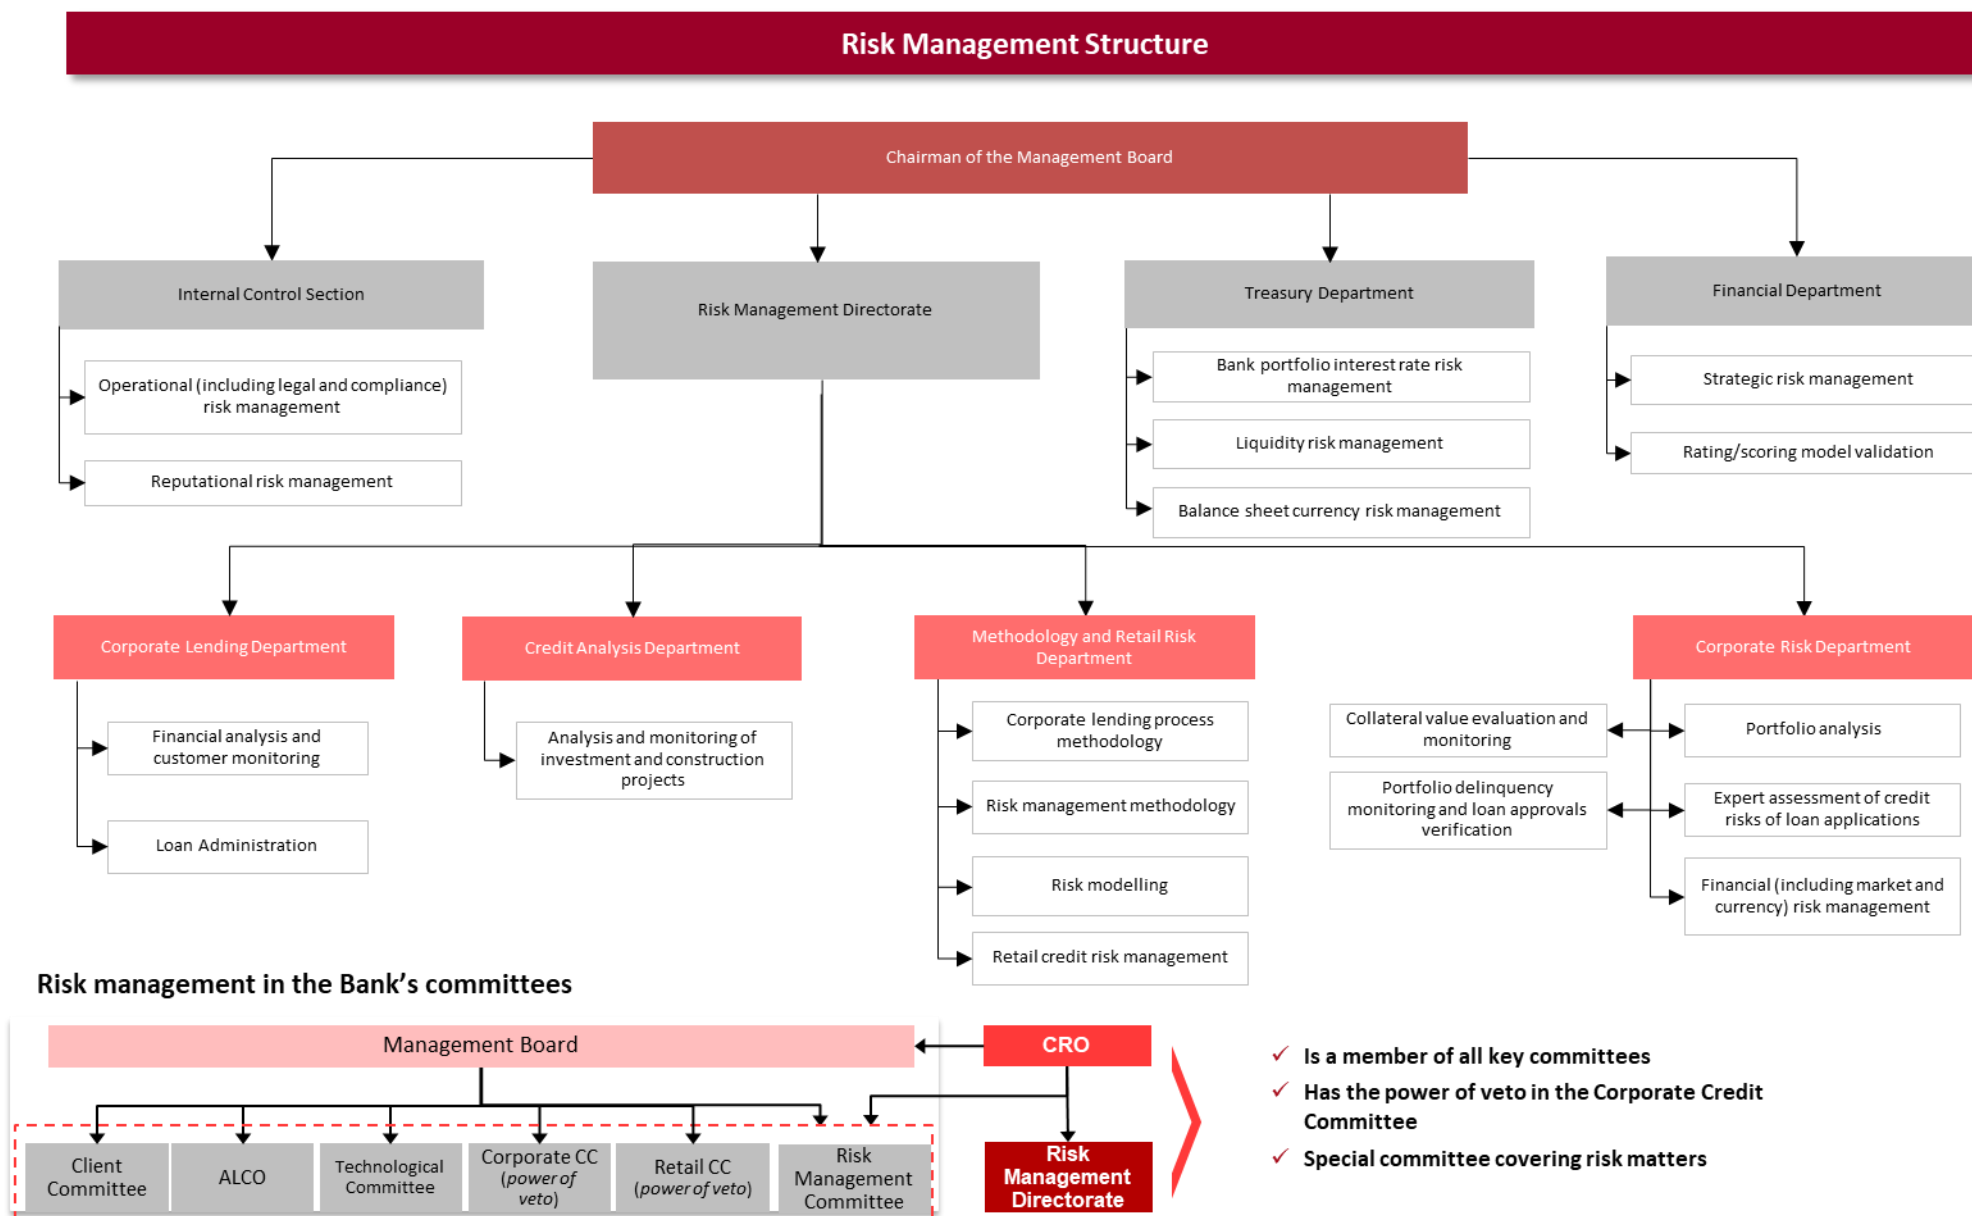 Risk Management Structure
Chairman of the Management Board
Internal Control Section
Operational (including legal and compliance)
risk management
Reputational risk management
Risk Management Directorate
Treasury Department
Bank portfolio interest rate risk
management
Liquidity risk management
Balance sheet currency risk management
Financial Department
Strategic risk management
Rating/scoring model validation
Corporate Lending Department
Financial analysis and
customer monitoring
Loan Administration
Credit Analysis Department
Analysis and monitoring of
investment and construction
projects
Methodology and Retail Risk
Department
Corporate lending process
methodology
Risk management methodology
Risk modelling
Retail credit risk management
Corporate Risk Department
Collateral value evaluation and
monitoring
Portfolio delinquency
monitoring and loan approvals
verification
Portfolio analysis
Expert assessment of credit
risks of loan applications
Financial (including market and
currency) risk management
Risk management in the Bank’s committees
Management Board
CRO
Client
Committee
ALCO
Technological
Committee
Corporate CC
(power of
veto)
Retail CC
(power of veto)
Risk
Management
Committee
Risk
Management
Directorate
✓ Is a member of all key committees
✓ Has the power of veto in the Corporate Credit
Committee
✓ Special committee covering risk matters